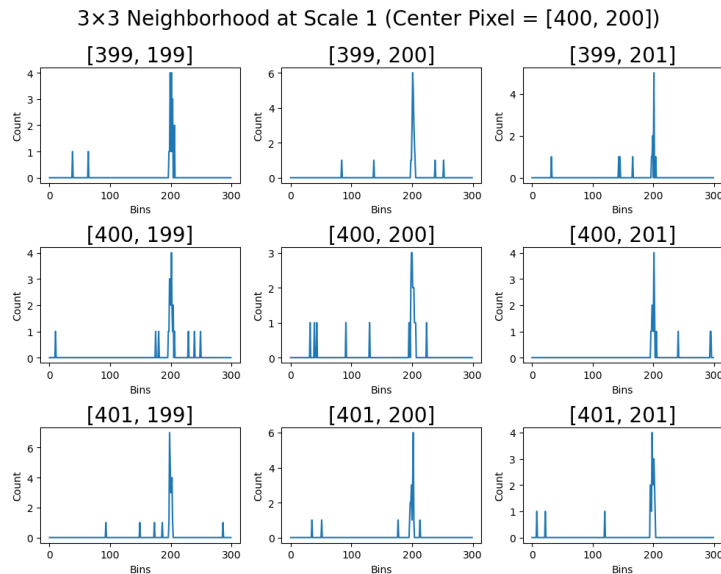 3×3 Neighborhood at Scale 1 (Center Pixel = [400, 200])
[399, 199] [399, 200] [399, 201]
4 6
3 4 4
Count 2 Count Count
1 2 2
0 0 0
0 100 200 300 0 100 200 300 0 100 200 300
Bins Bins Bins
[400, 199] [400, 200] [400, 201]
4 3 4
3 2 3
Count 2 Count Count 2
1 1 1
0 0 0
0 100 200 300 0 100 200 300 0 100 200 300
Bins Bins Bins
[401, 199] [401, 200] [401, 201]
6 6 4
4 4 3
Count Count Count 2
2 2 1
0 0 0
0 100 200 300 0 100 200 300 0 100 200 300
Bins Bins Bins